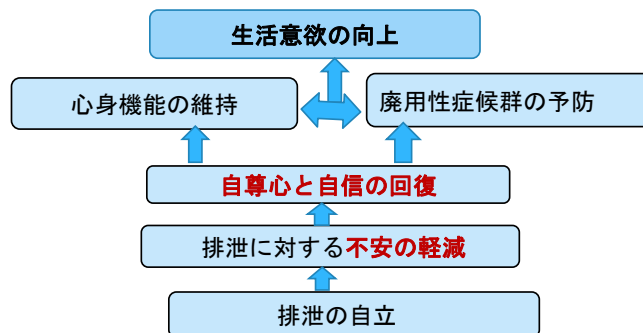 生活意欲の向上
心身機能の維持
廃用性症候群の予防
自尊心と自信の回復
排泄に対する不安の軽減
排泄の自立